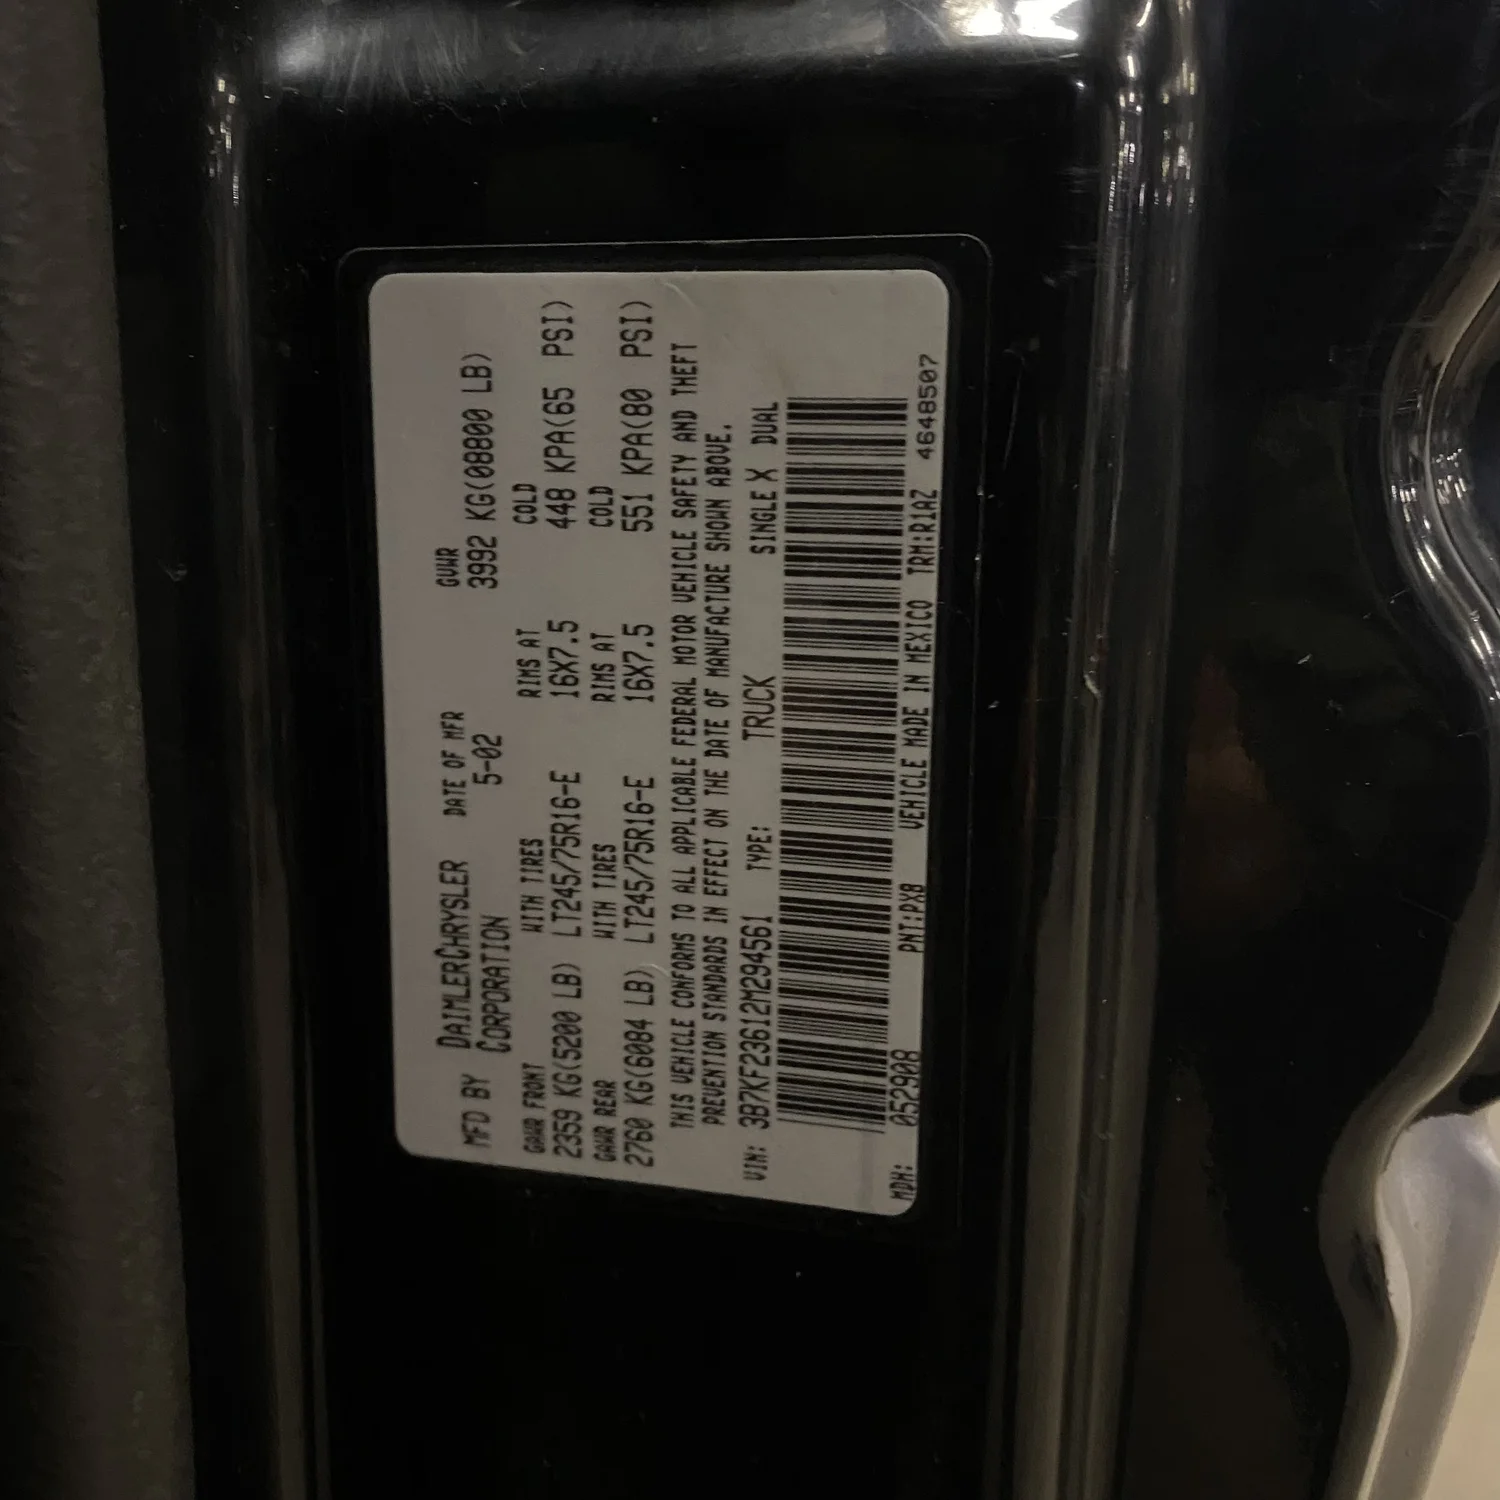 MFD BY DAIMLERCHRYSLER CORPORATION DATE OF MFR 5-02 GVWR 3992 KG(08800 LB)
GAWR FRONT WITH TIRES RIMS AT COLD
2359 KG(5200 LB) LT245/75R16-E 16X7.5 448 KPA(65 PSI)
GAWR REAR WITH TIRES RIMS AT COLD
2760 KG(6084 LB) LT245/75R16-E 16X7.5 551 KPA(80 PSI)
THIS VEHICLE CONFORMS TO ALL APPLICABLE FEDERAL MOTOR VEHICLE SAFETY AND THEFT
PREVENTION STANDARDS IN EFFECT ON THE DATE OF MANUFACTURE SHOWN ABOVE.
VIN: 3B7KF23612M294561 TYPE: TRUCK SINGLE X DUAL
MDH: 052908 PNT:PX8 VEHICLE MADE IN MEXICO TRM:R1AZ 4648507